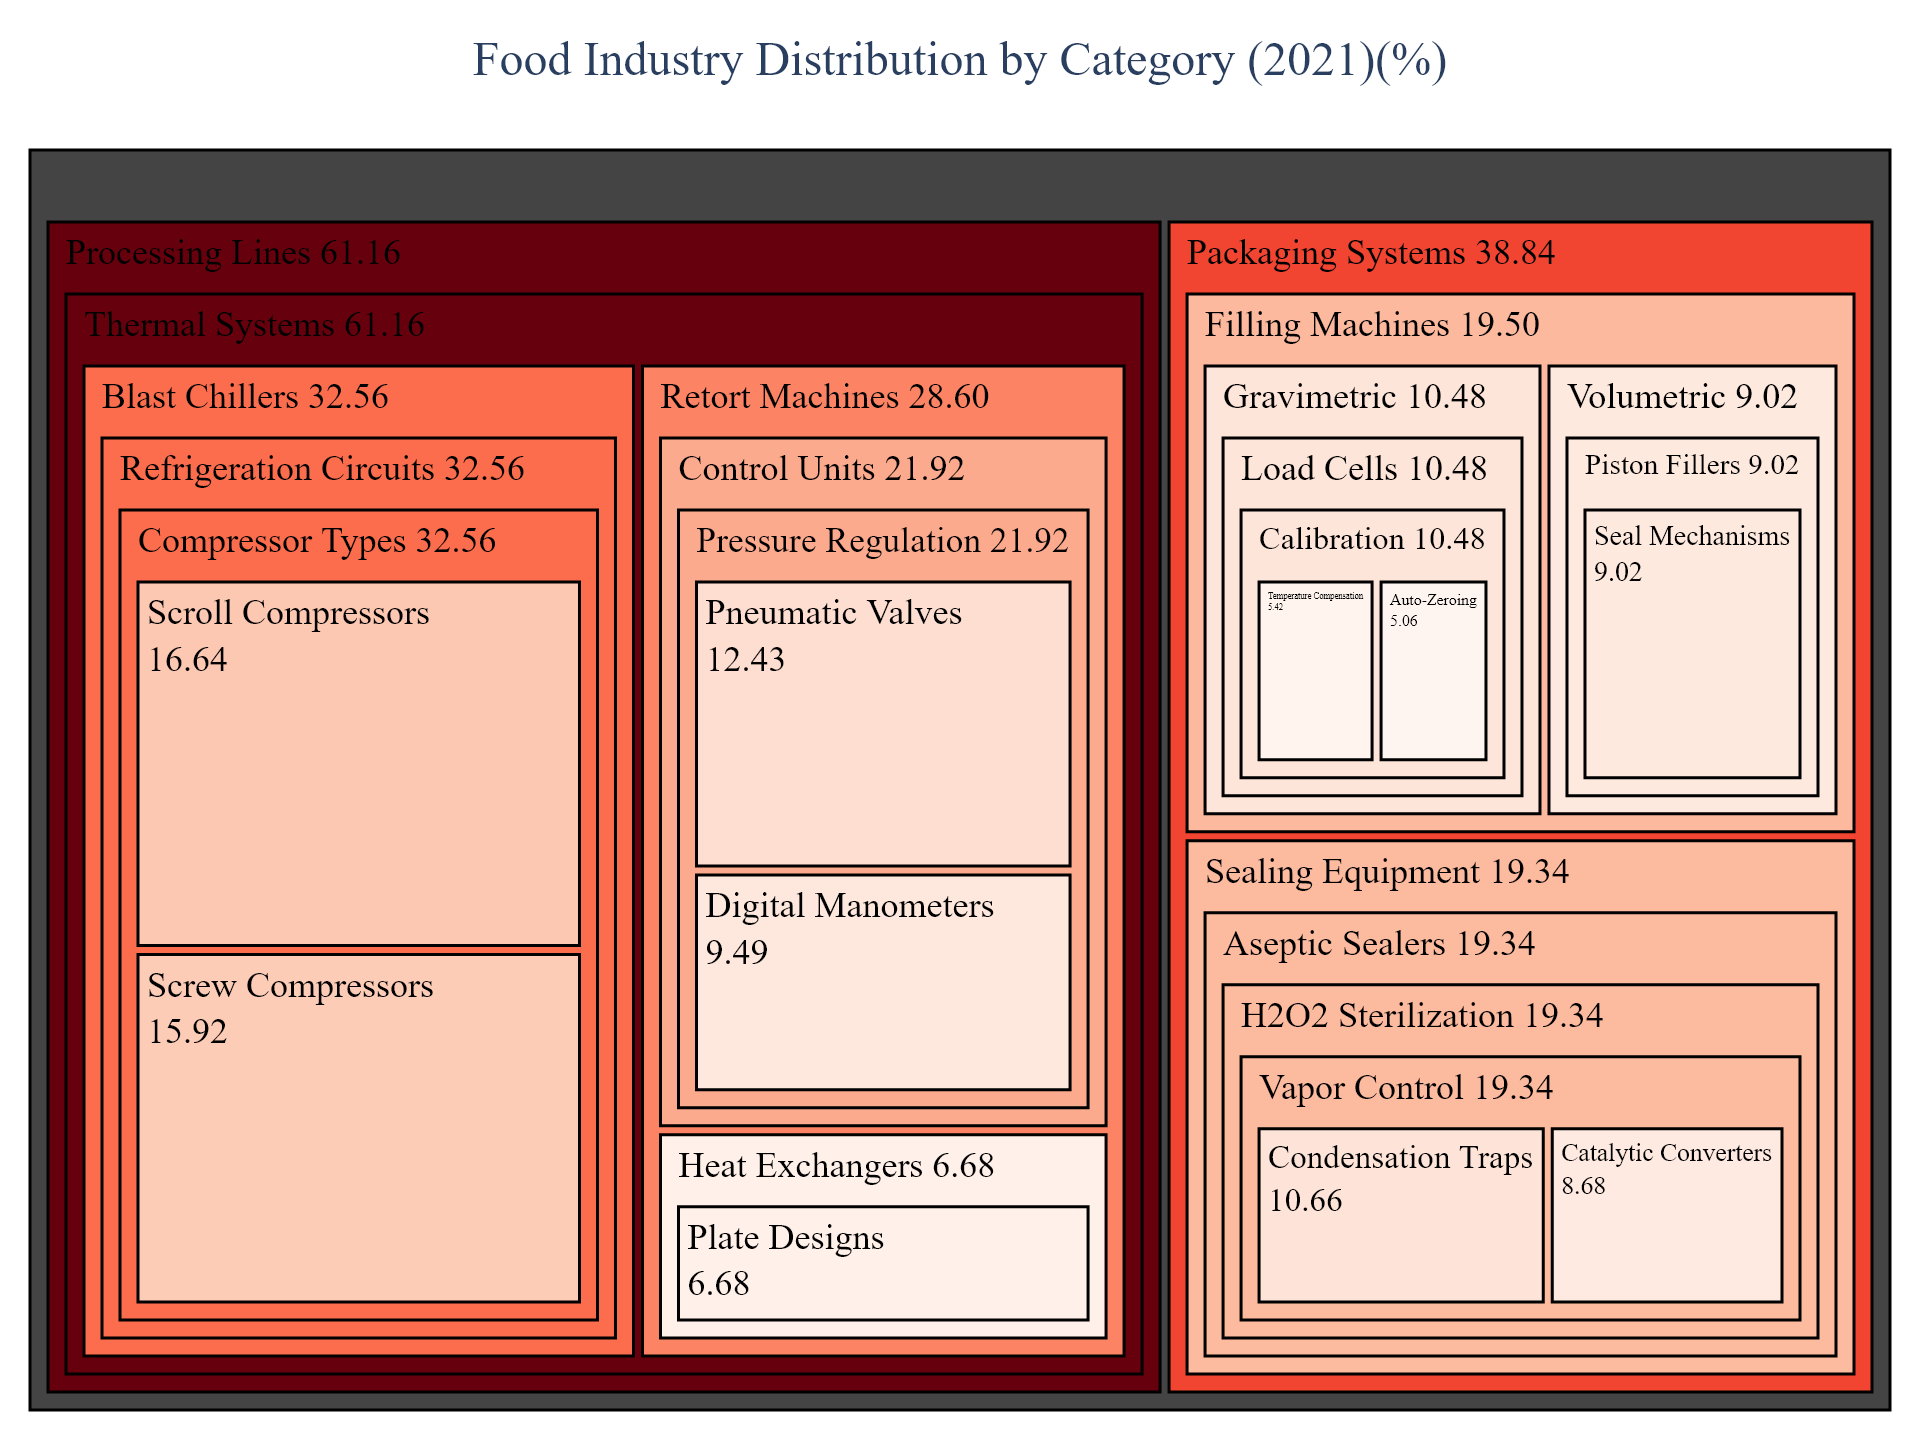 Food Industry Distribution by Category (2021)(%)
Processing Lines 61.16
Thermal Systems 61.16
Blast Chillers 32.56
Refrigeration Circuits 32.56
Compressor Types 32.56
Scroll Compressors
16.64
Screw Compressors
15.92
Retort Machines 28.60
Control Units 21.92
Pressure Regulation 21.92
Pneumatic Valves
12.43
Digital Manometers
9.49
Heat Exchangers 6.68
Plate Designs
6.68
Packaging Systems 38.84
Filling Machines 19.50
Gravimetric 10.48
Load Cells 10.48
Calibration 10.48
Temperature Compensation
5.42
Auto-Zeroing
5.06
Volumetric 9.02
Piston Fillers 9.02
Seal Mechanisms
9.02
Sealing Equipment 19.34
Aseptic Sealers 19.34
H2O2 Sterilization 19.34
Vapor Control 19.34
Condensation Traps
10.66
Catalytic Converters
8.68